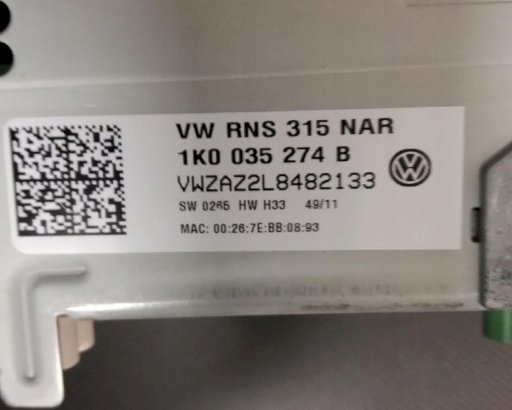 VW RNS 315 NAR
1K0 035 274 B
VWZAZ2L8482133
SW 0265 HW H33 49/11
MAC: 00:26:7E:BB:08:93